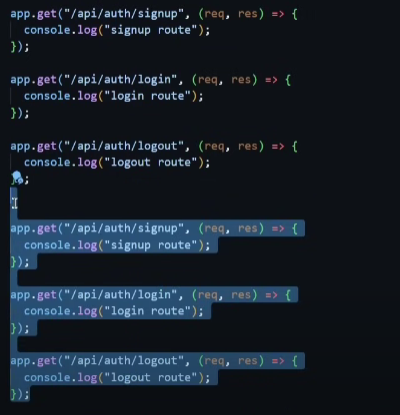 app.get("/api/auth/signup", (req, res) => {
  console.log("signup route");
});

app.get("/api/auth/login", (req, res) => {
  console.log("login route");
});

app.get("/api/auth/logout", (req, res) => {
  console.log("logout route");
});

app.get("/api/auth/signup", (req, res) => {
  console.log("signup route");
});

app.get("/api/auth/login", (req, res) => {
  console.log("login route");
});

app.get("/api/auth/logout", (req, res) => {
  console.log("logout route");
});